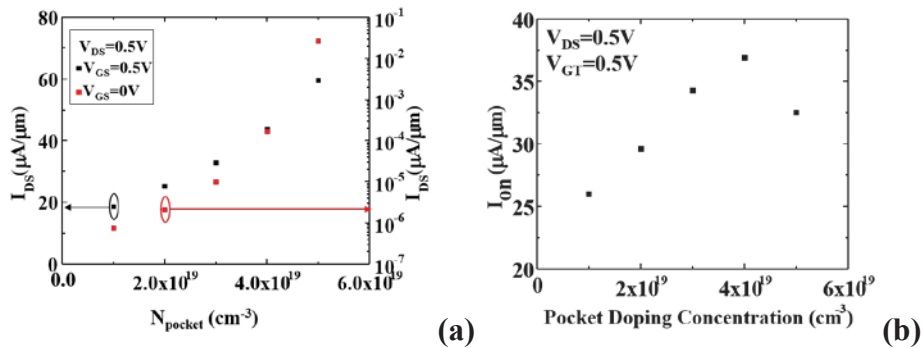 80
60
40
20
0
I_DS(μA/μm)
V_DS=0.5V
V_GS=0.5V
V_GS=0V
10^-1
10^-2
10^-3
10^-4
10^-5
10^-6
10^-7
I_DS(μA/μm)
0.0 2.0x10^19 4.0x10^19 6.0x10^19
N_pocket (cm^-3)
(a)
40
35
30
25
20
I_on(μA/μm)
V_DS=0.5V
V_GT=0.5V
0 2x10^19 4x10^19 6x10^19
Pocket Doping Concentration (cm^-3)
(b)